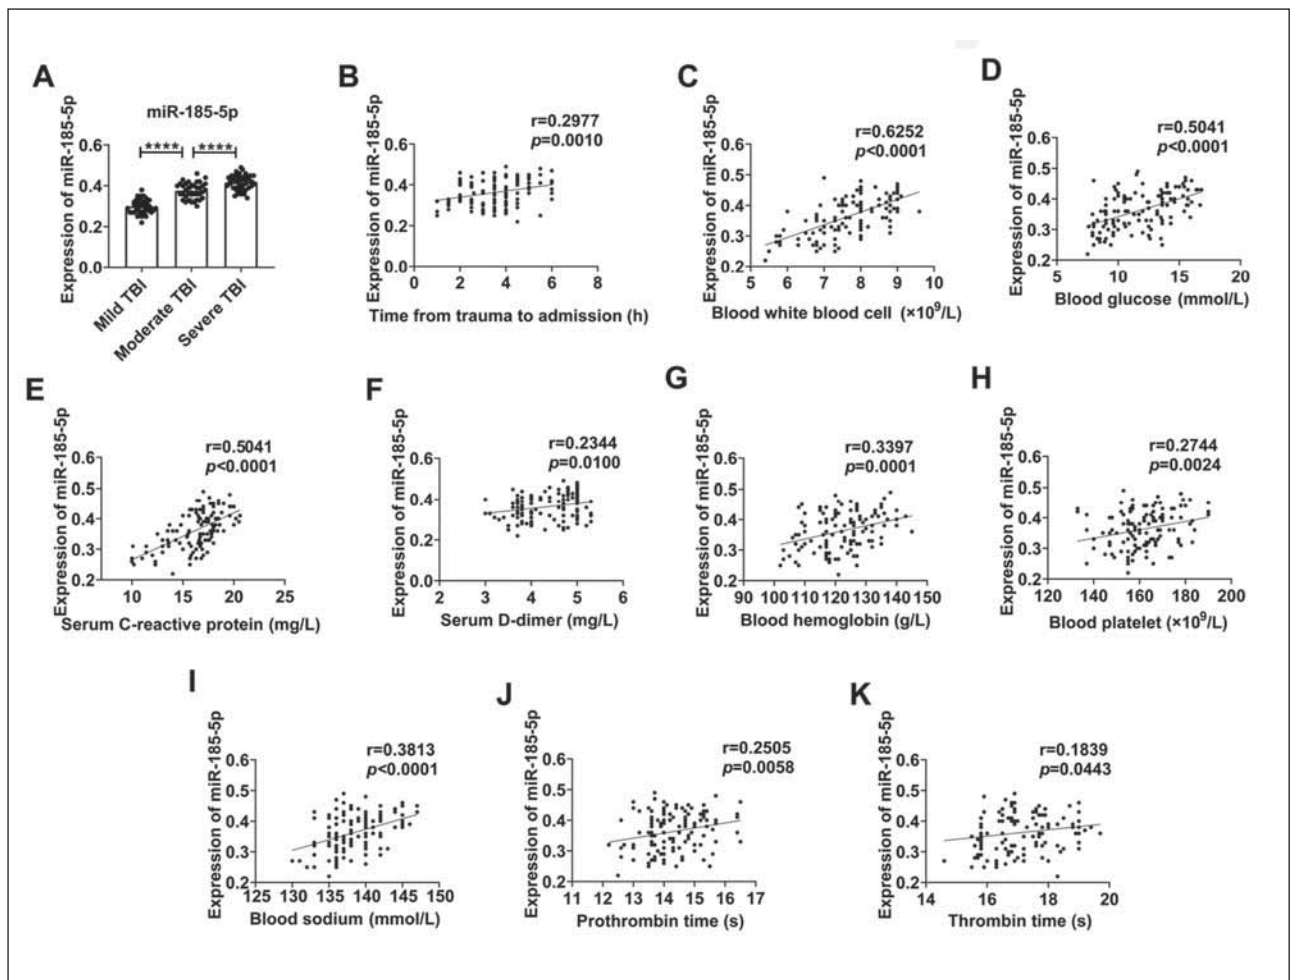 A
miR-185-5p
Expression of miR-185-5p
0.6
0.4
0.2
0.0
**** ****
Mild TBI
Moderate TBI
Severe TBI
B
Expression of miR-185-5p
r=0.2977
p=0.0010
0.6
0.4
0.2
0.0
0 2 4 6 8
Time from trauma to admission (h)
C
Expression of miR-185-5p
r=0.6252
p<0.0001
0.6
0.5
0.4
0.3
0.2
5 6 7 8 9 10
Blood white blood cell (×10⁹/L)
D
Expression of miR-185-5p
r=0.5041
p<0.0001
0.6
0.5
0.4
0.3
0.2
5 10 15 20
Blood glucose (mmol/L)
E
Expression of miR-185-5p
r=0.5041
p<0.0001
0.6
0.5
0.4
0.3
0.2
10 15 20 25
Serum C-reactive protein (mg/L)
F
Expression of miR-185-5p
r=0.2344
p=0.0100
0.6
0.4
0.2
0.0
2 3 4 5 6
Serum D-dimer (mg/L)
G
Expression of miR-185-5p
r=0.3397
p=0.0001
0.6
0.5
0.4
0.3
0.2
90 100 110 120 130 140 150
Blood hemoglobin (g/L)
H
Expression of miR-185-5p
r=0.2744
p=0.0024
0.6
0.5
0.4
0.3
0.2
120 140 160 180 200
Blood platelet (×10⁹/L)
I
Expression of miR-185-5p
r=0.3813
p<0.0001
0.6
0.5
0.4
0.3
0.2
125 130 135 140 145 150
Blood sodium (mmol/L)
J
Expression of miR-185-5p
r=0.2505
p=0.0058
0.6
0.5
0.4
0.3
0.2
11 12 13 14 15 16 17
Prothrombin time (s)
K
Expression of miR-185-5p
r=0.1839
p=0.0443
0.6
0.5
0.4
0.3
0.2
14 16 18 20
Thrombin time (s)